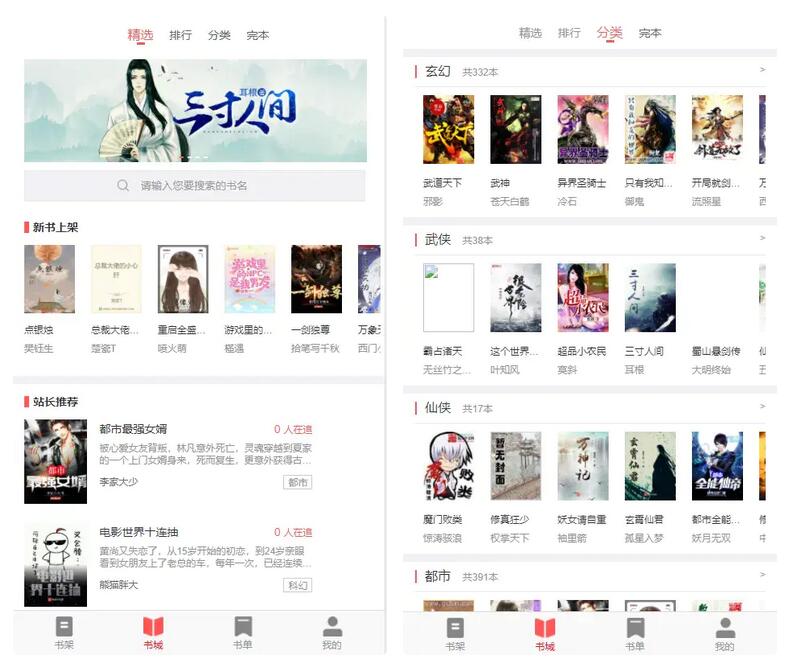 精选 排行 分类 完本
耳根著
三寸人间
请输入您要搜索的书名
新书上架
点银烛 总裁大佬... 重启全盛... 游戏里的... 一剑独尊 万象天
樊钰生 楚瓷T 喷火萌 榣遇 拾笔写千秋 西门小
站长推荐
都市最强女婿 0 人在追
被心爱女友背叛，林凡意外死亡，灵魂穿越到夏家
的一个上门女婿身来，死而复生，更意外获得古...
李家大少 都市
电影世界十连抽 0 人在追
黄尚又失恋了，从15岁开始的初恋，到24岁亲眼
看到女朋友上了老总的车，每年一次，已经连续...
熊猫胖大 科幻
书架 书城 书单 我的
精选 排行 分类 完本
玄幻 共332本 >
武道天下 武神 异界圣骑士 只有我知... 开局就剑... 万
邪影 苍天白鹤 冷石 御鬼 流照星 西
武侠 共38本 >
霸占诸天 这个世界... 超品小农民 三寸人间 蜀山悬剑传 仙
无丝竹之... 叶知风 寞斜 耳根 大明终始
仙侠 共17本 >
暂无封面
魔门败类 修真狂少 妖女请自重 玄霄仙君 都市全能... 修
惊涛骇浪 权掌天下 袖里箭 孤星入梦 妖月无双
都市 共391本 >
书架 书城 书单 我的